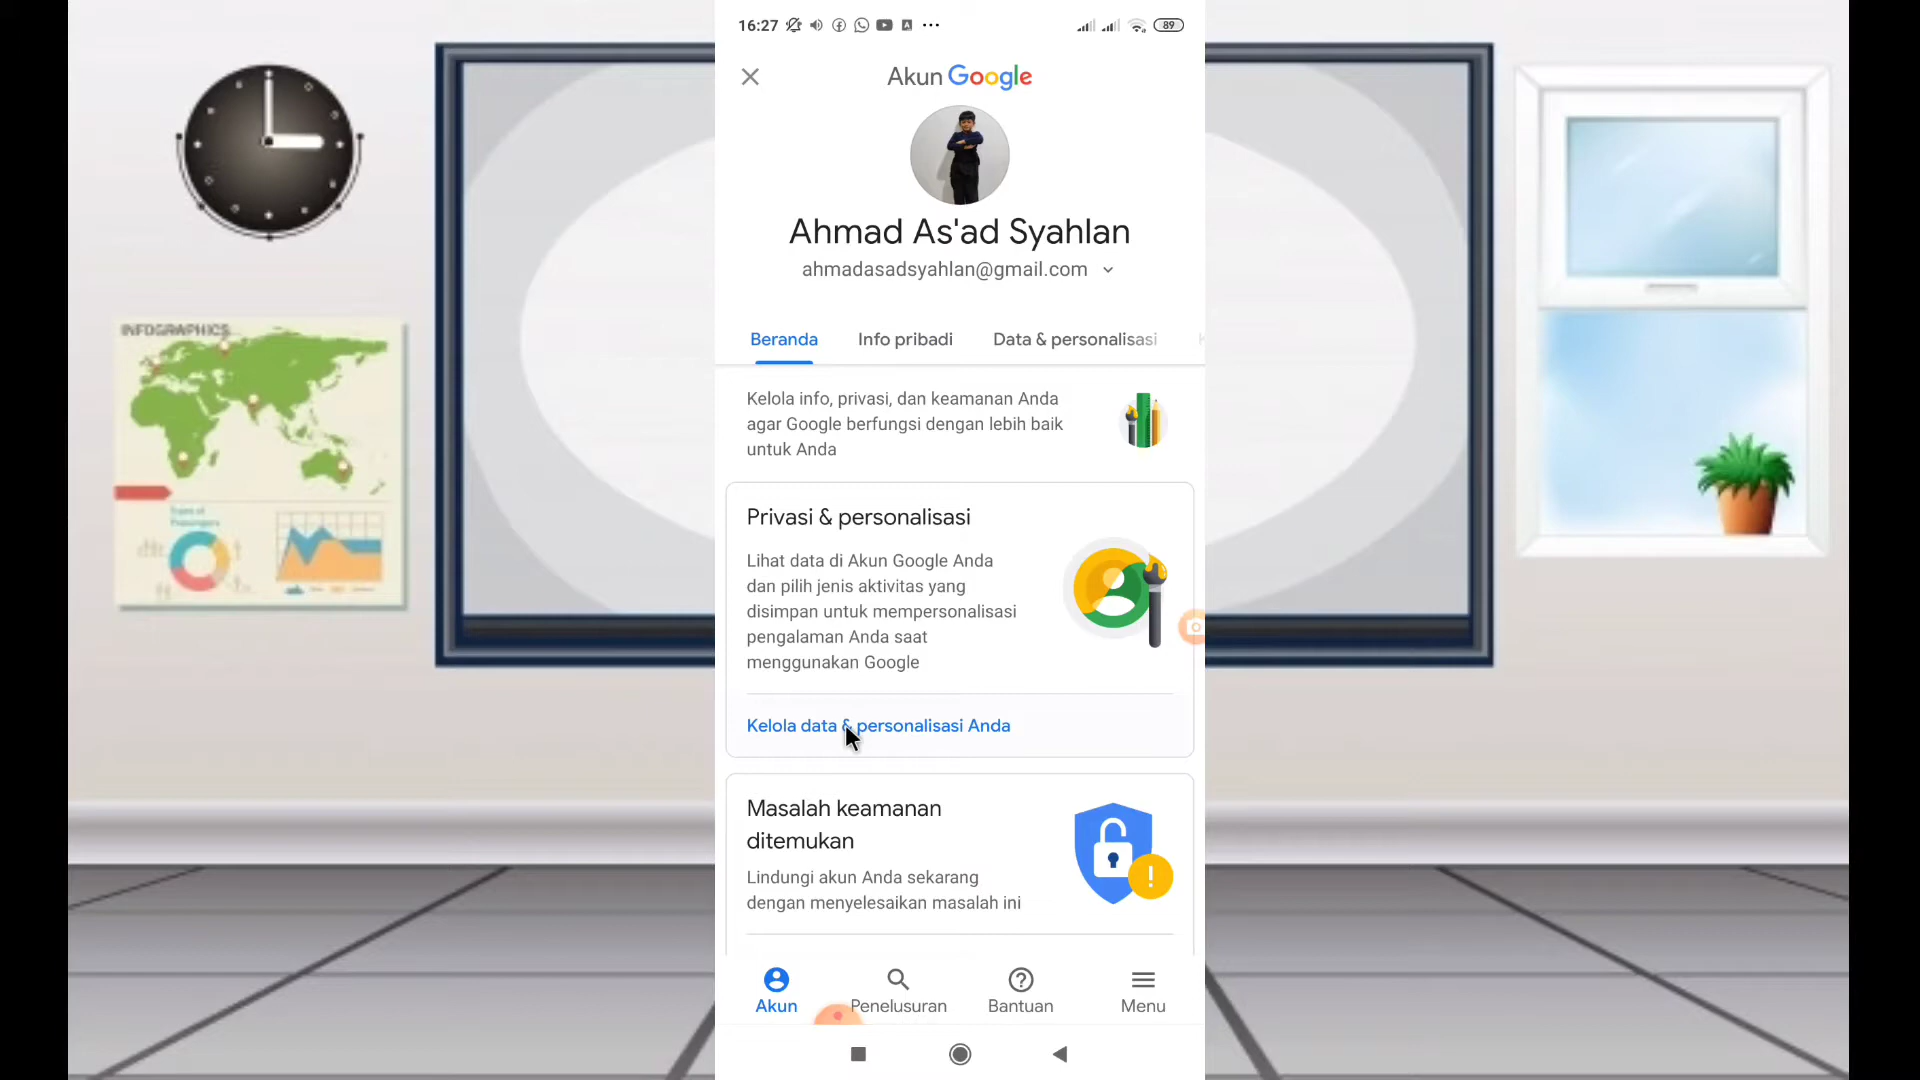 16:27
89
Akun Google
Ahmad As'ad Syahlan
ahmadasadsyahlan@gmail.com
Beranda
Info pribadi
Data & personalisasi
Kelola info, privasi, dan keamanan Anda
agar Google berfungsi dengan lebih baik
untuk Anda
Privasi & personalisasi
Lihat data di Akun Google Anda
dan pilih jenis aktivitas yang
disimpan untuk mempersonalisasi
pengalaman Anda saat
menggunakan Google
Kelola data & personalisasi Anda
Masalah keamanan
ditemukan
Lindungi akun Anda sekarang
dengan menyelesaikan masalah ini
Akun
Penelusuran
Bantuan
Menu
INFOGRAPHICS